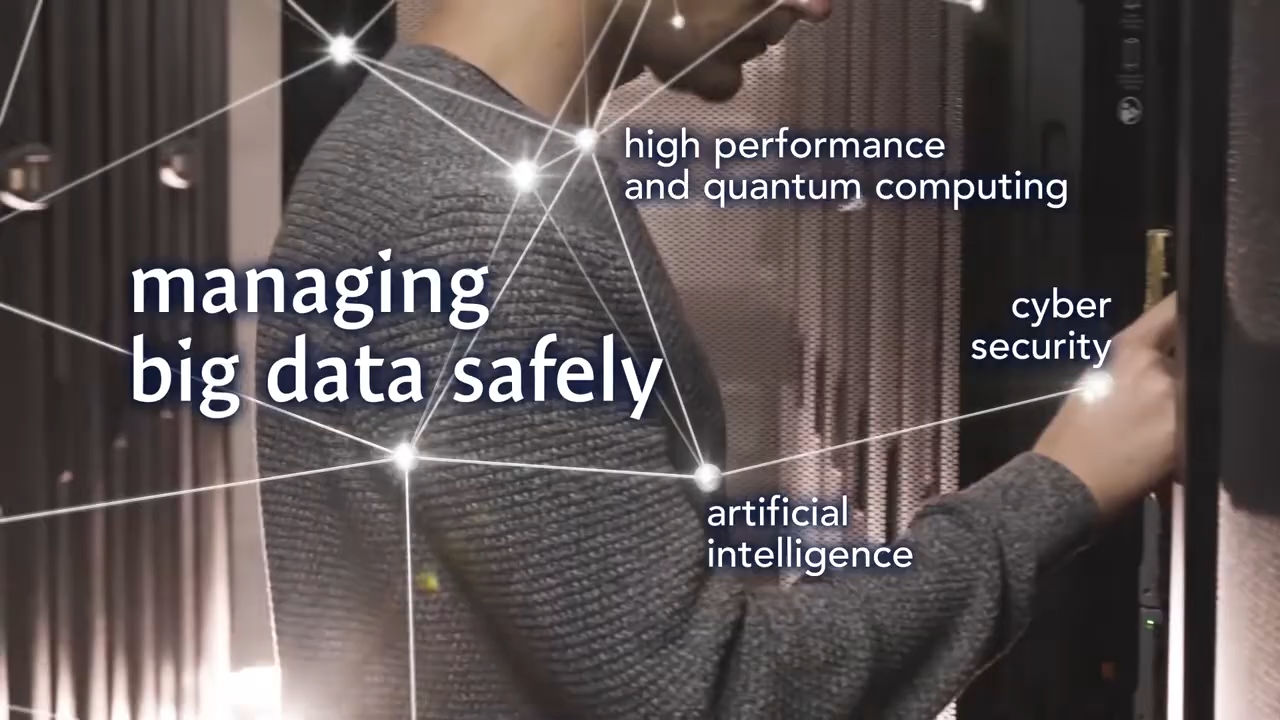 high performance
and quantum computing
managing
big data safely
cyber
security
artificial
intelligence